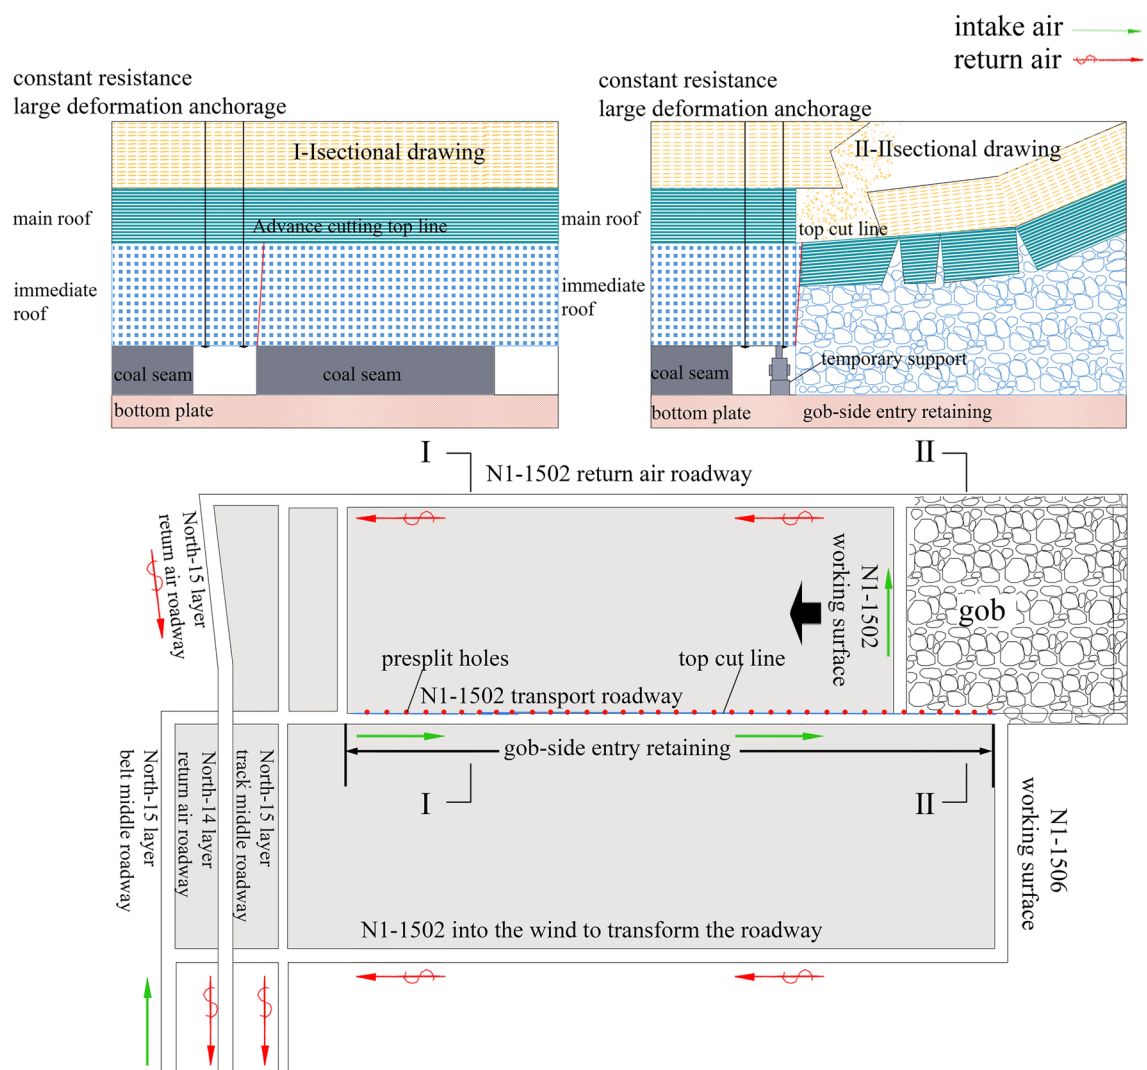 intake air
return air
constant resistance
large deformation anchorage
I-Isectional drawing
main roof
Advance cutting top line
immediate
roof
coal seam
coal seam
bottom plate
constant resistance
large deformation anchorage
II-IIsectional drawing
main roof
top cut line
immediate
roof
temporary support
coal seam
bottom plate
gob-side entry retaining
I
II
N1-1502 return air roadway
North-15 layer
return air roadway
N1-1502
working surface
gob
presplit holes
top cut line
N1-1502 transport roadway
gob-side entry retaining
I
II
North-15 layer
belt middle roadway
North-14 layer
return air roadway
North-15 layer
track middle roadway
N1-1506
working surface
N1-1502 into the wind to transform the roadway